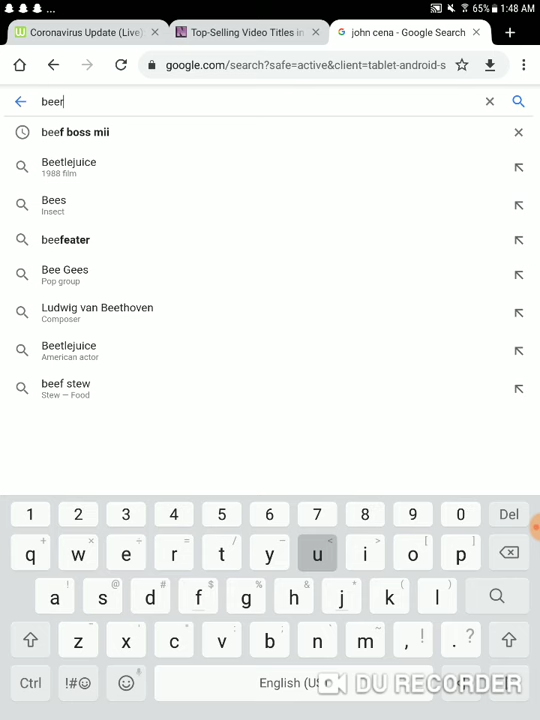 ... 65% 1:48 AM
Coronavirus Update (Live)
Top-Selling Video Titles in
john cena - Google Search
google.com/search?safe=active&client=tablet-android-s
beer
beef boss mii
Beetlejuice
1988 film
Bees
Insect
beefeater
Bee Gees
Pop group
Ludwig van Beethoven
Composer
Beetlejuice
American actor
beef stew
Stew — Food
1 2 3 4 5 6 7 8 9 0 Del
q + w × e ÷ r = t / y _ u < i > o [ p ]
a ! s @ d # f $ g % h & j * k ( l )
z - x ' c " v : b ; n , m ~ , ! . ?
Ctrl !#☺ English (US)
DU RECORDER